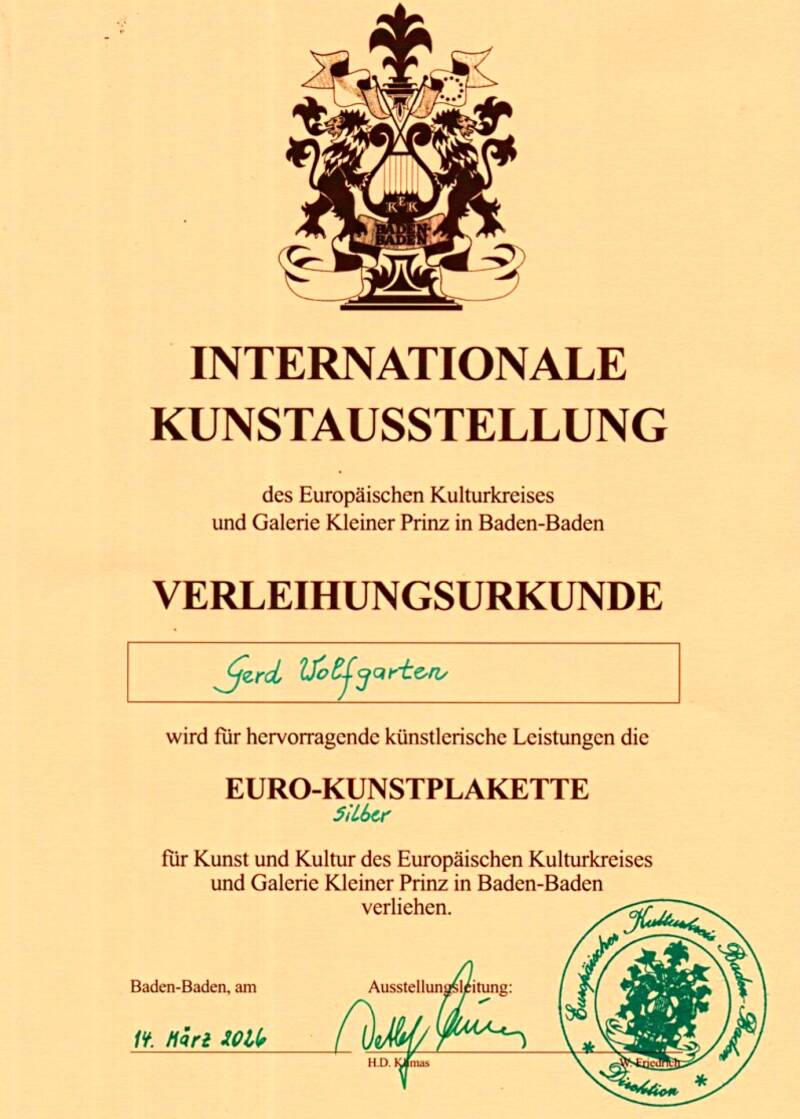 KEK
BADEN-
BADEN
INTERNATIONALE
KUNSTAUSSTELLUNG
des Europäischen Kulturkreises
und Galerie Kleiner Prinz in Baden-Baden
VERLEIHUNGSURKUNDE
Gerd Wolfgarten
wird für hervorragende künstlerische Leistungen die
EURO-KUNSTPLAKETTE
Silber
für Kunst und Kultur des Europäischen Kulturkreises
und Galerie Kleiner Prinz in Baden-Baden
verliehen.
Baden-Baden, am
Ausstellungsleitung:
14. März 2026
Detlef
H.D. Klimas
W. Friedrich
Europäischer Kulturkreis Baden-Baden
* Direktion *